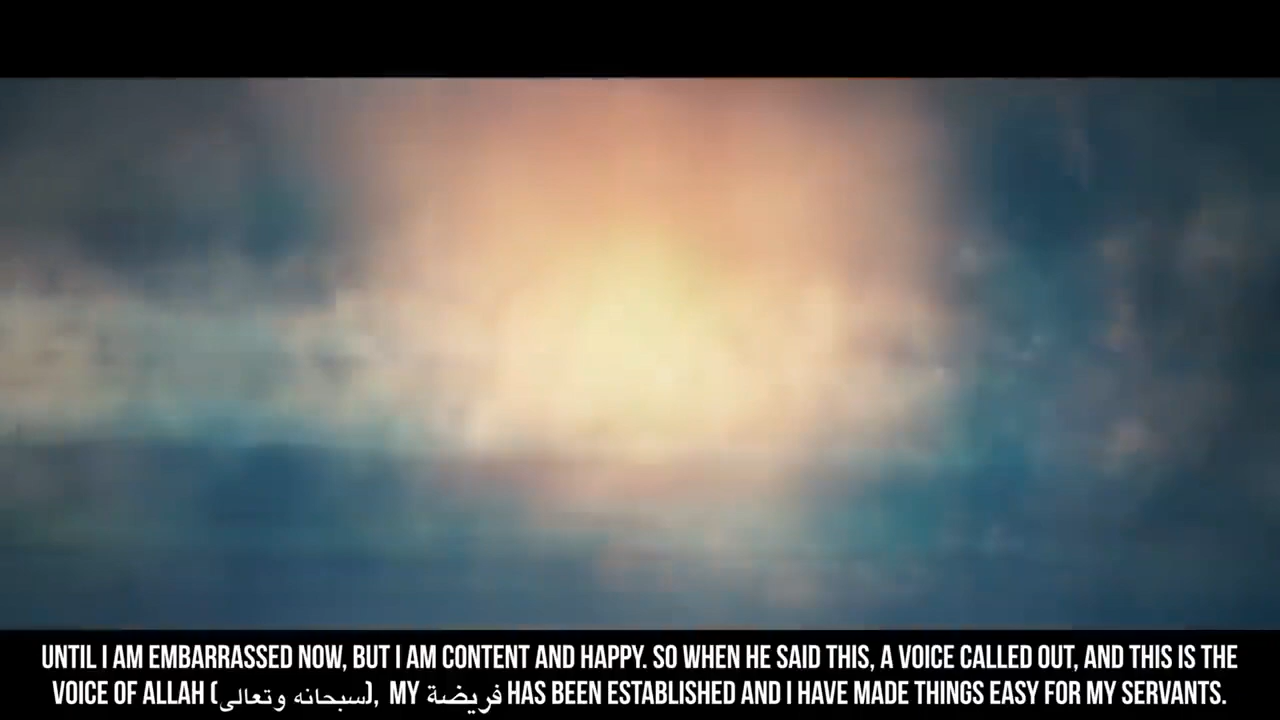 UNTIL I AM EMBARRASSED NOW, BUT I AM CONTENT AND HAPPY. SO WHEN HE SAID THIS, A VOICE CALLED OUT, AND THIS IS THE
VOICE OF ALLAH (سبحانه وتعالى), MY فريضة HAS BEEN ESTABLISHED AND I HAVE MADE THINGS EASY FOR MY SERVANTS.